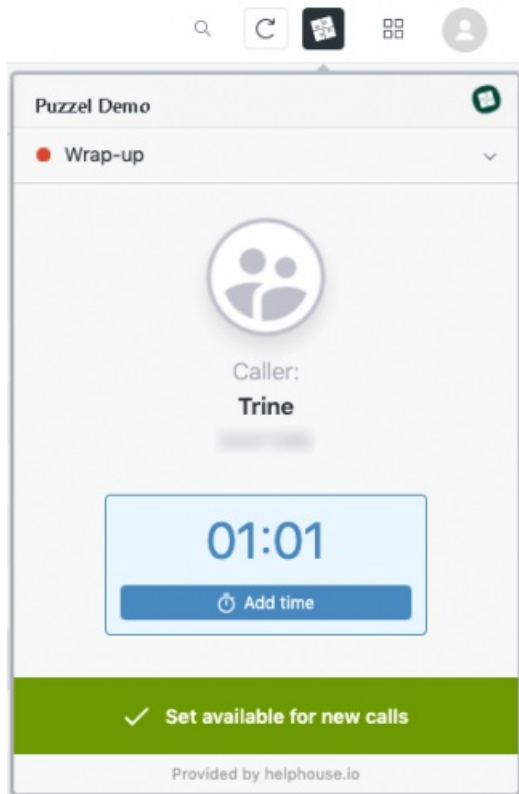 Puzzel Demo
Wrap-up
Caller:
Trine
01:01
Add time
Set available for new calls
Provided by helphouse.io